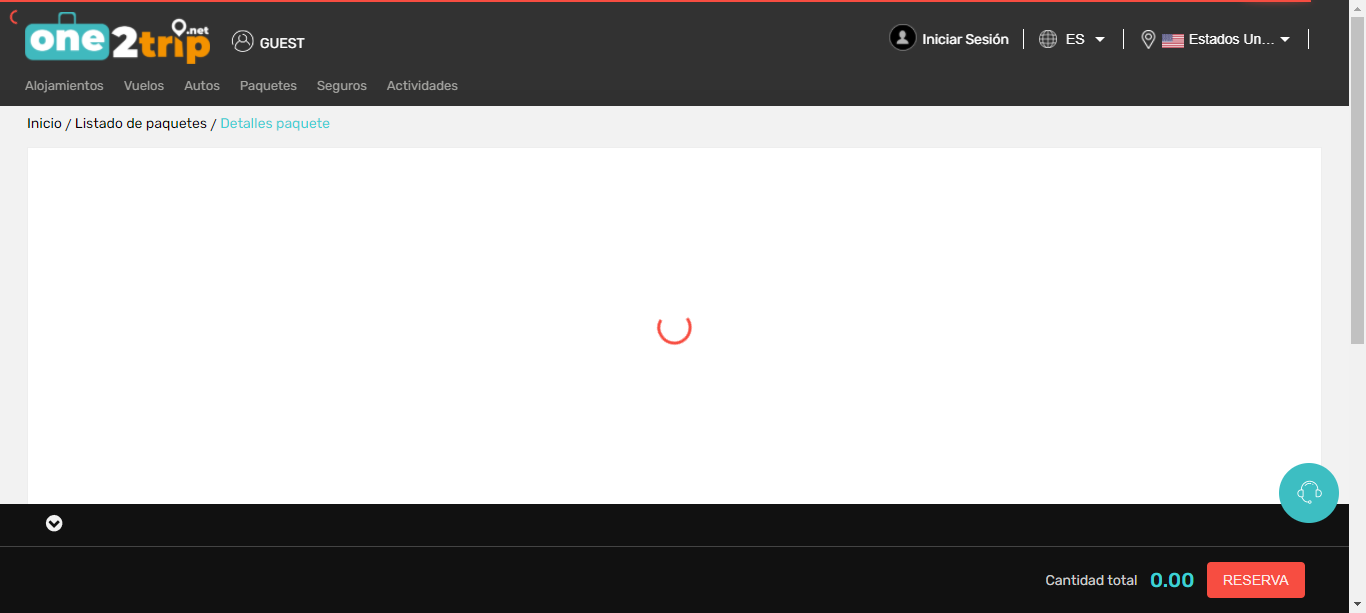 one2trip.net
GUEST
Iniciar Sesión
ES
Estados Un...
Alojamientos Vuelos Autos Paquetes Seguros Actividades
Inicio / Listado de paquetes / Detalles paquete
Cantidad total 0.00 RESERVA